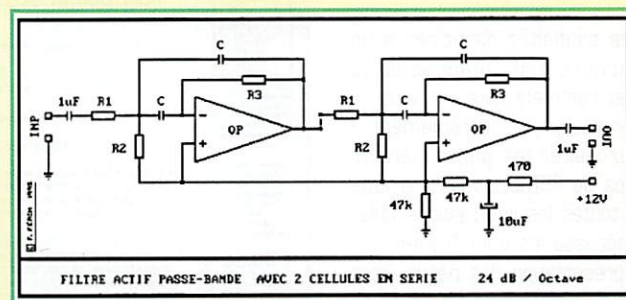 C
R3
1uF
R1
C
OP
R2
INP
C
R3
R1
C
OP
R2
1uF
OUT
47k
470
+12V
47k
10uF
FILTRE ACTIF PASSE-BANDE AVEC 2 CELLULES EN SERIE 24 dB / Octave